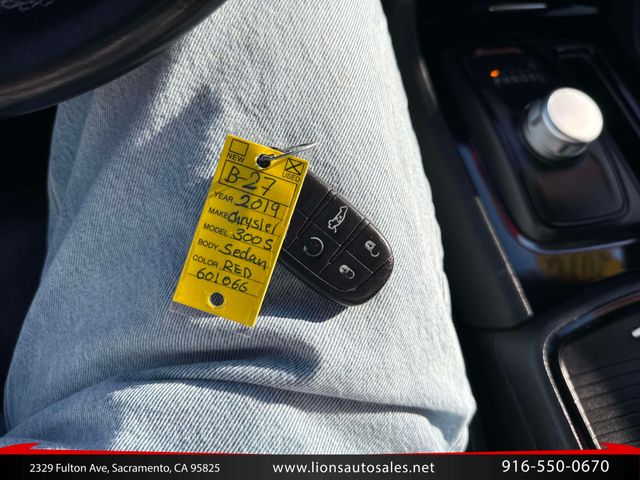 NEW USED
B-27
YEAR 2019
MAKE Chrysler
MODEL 300S
BODY Sedan
COLOR RED
601066
2329 Fulton Ave, Sacramento, CA 95825 www.lionsautosales.net 916-550-0670